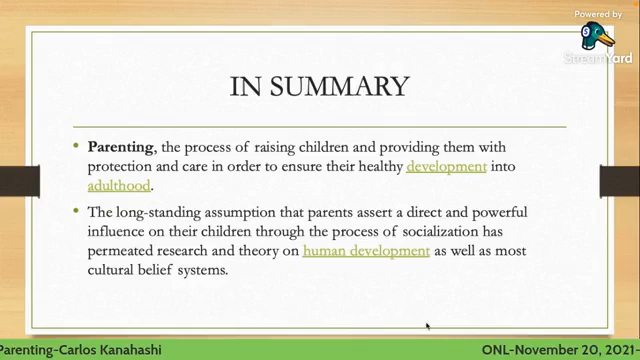 Powered by
StreamYard
IN SUMMARY
• Parenting, the process of raising children and providing them with
protection and care in order to ensure their healthy development into
adulthood.
• The long-standing assumption that parents assert a direct and powerful
influence on their children through the process of socialization has
permeated research and theory on human development as well as most
cultural belief systems.
Parenting-Carlos Kanahashi
ONL-November 20, 2021-